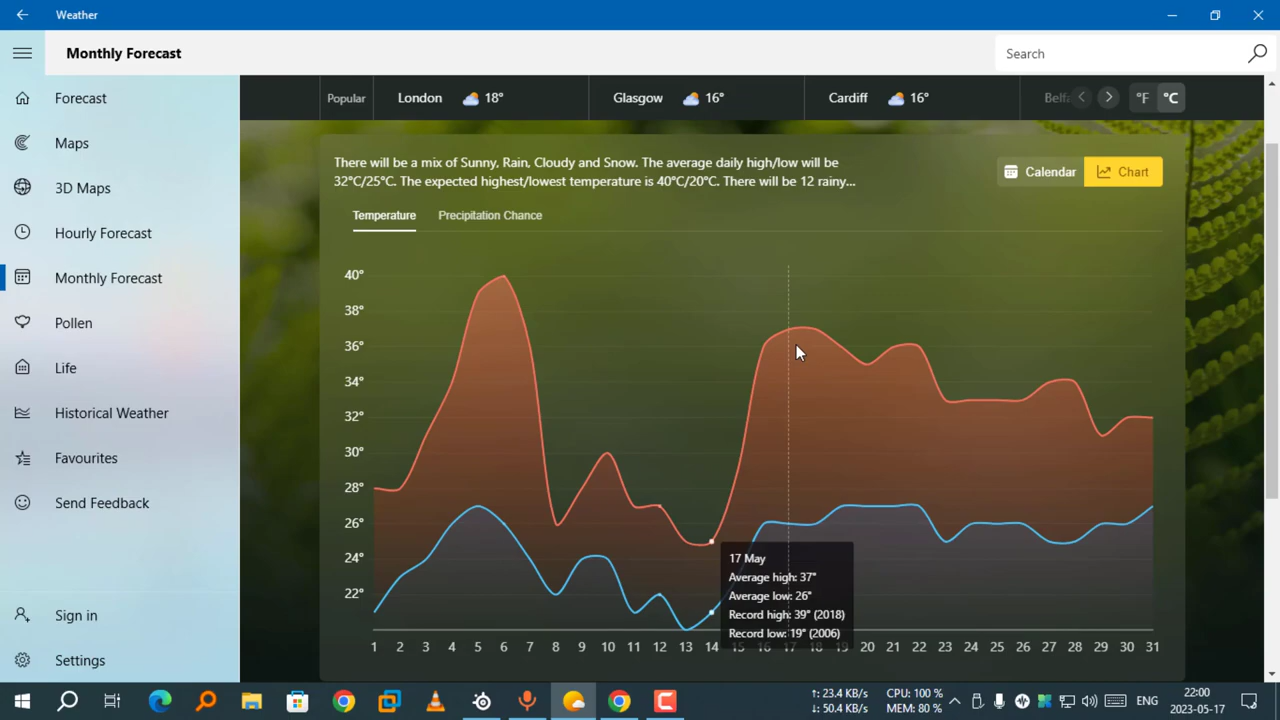 Weather
Monthly Forecast
Search
Forecast
Maps
3D Maps
Hourly Forecast
Monthly Forecast
Pollen
Life
Historical Weather
Favourites
Send Feedback
Sign in
Settings
Popular London 18° Glasgow 16° Cardiff 16° °F °C
There will be a mix of Sunny, Rain, Cloudy and Snow. The average daily high/low will be
32°C/25°C. The expected highest/lowest temperature is 40°C/20°C. There will be 12 rainy...
Calendar Chart
Temperature Precipitation Chance
40°
38°
36°
34°
32°
30°
28°
26°
24°
22°
17 May
Average high: 37°
Average low: 26°
Record high: 39° (2018)
Record low: 19° (2006)
1 2 3 4 5 6 7 8 9 10 11 12 13 14 15 16 17 18 19 20 21 22 23 24 25 26 27 28 29 30 31
↑: 23.4 KB/s CPU: 100 %
↓: 50.4 KB/s MEM: 80 %
ENG
22:00
2023-05-17